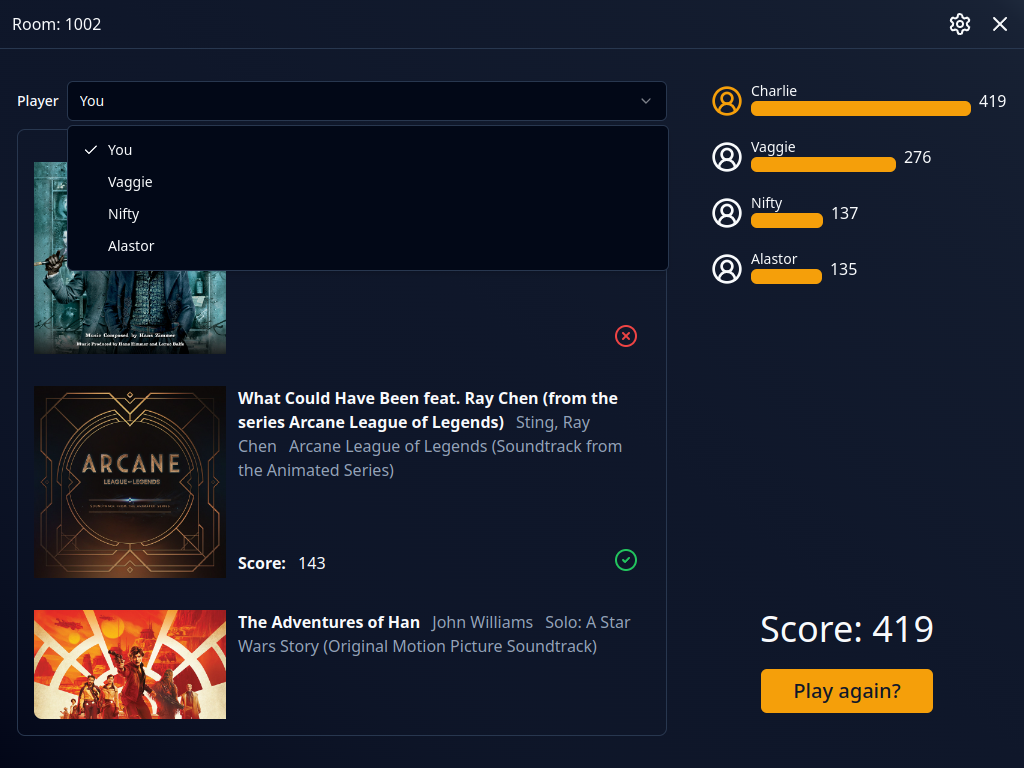 Room: 1002
Player
You
You
Vaggie
Nifty
Alastor
Music Composed by Hans Zimmer
Music Produced by Hans Zimmer and Lorne Balfe
What Could Have Been feat. Ray Chen (from the
series Arcane League of Legends) Sting, Ray
Chen Arcane League of Legends (Soundtrack from
the Animated Series)
ARCANE
LEAGUE OF LEGENDS
Score: 143
The Adventures of Han John Williams Solo: A Star
Wars Story (Original Motion Picture Soundtrack)
Charlie
419
Vaggie
276
Nifty
137
Alastor
135
Score: 419
Play again?